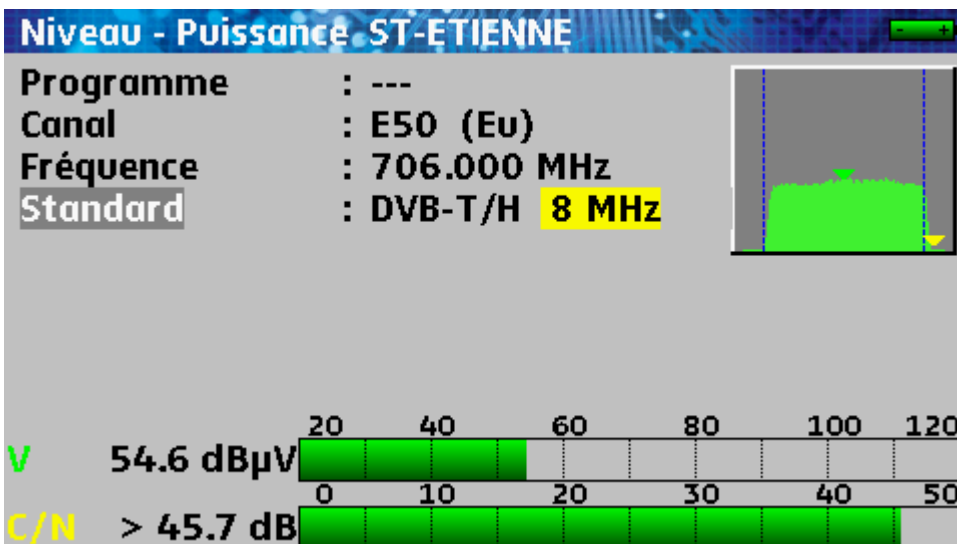 Niveau - Puissance ST-ETIENNE
Programme : ---
Canal : E50 (Eu)
Fréquence : 706.000 MHz
Standard : DVB-T/H 8 MHz
20 40 60 80 100 120
V 54.6 dBµV
0 10 20 30 40 50
C/N > 45.7 dB